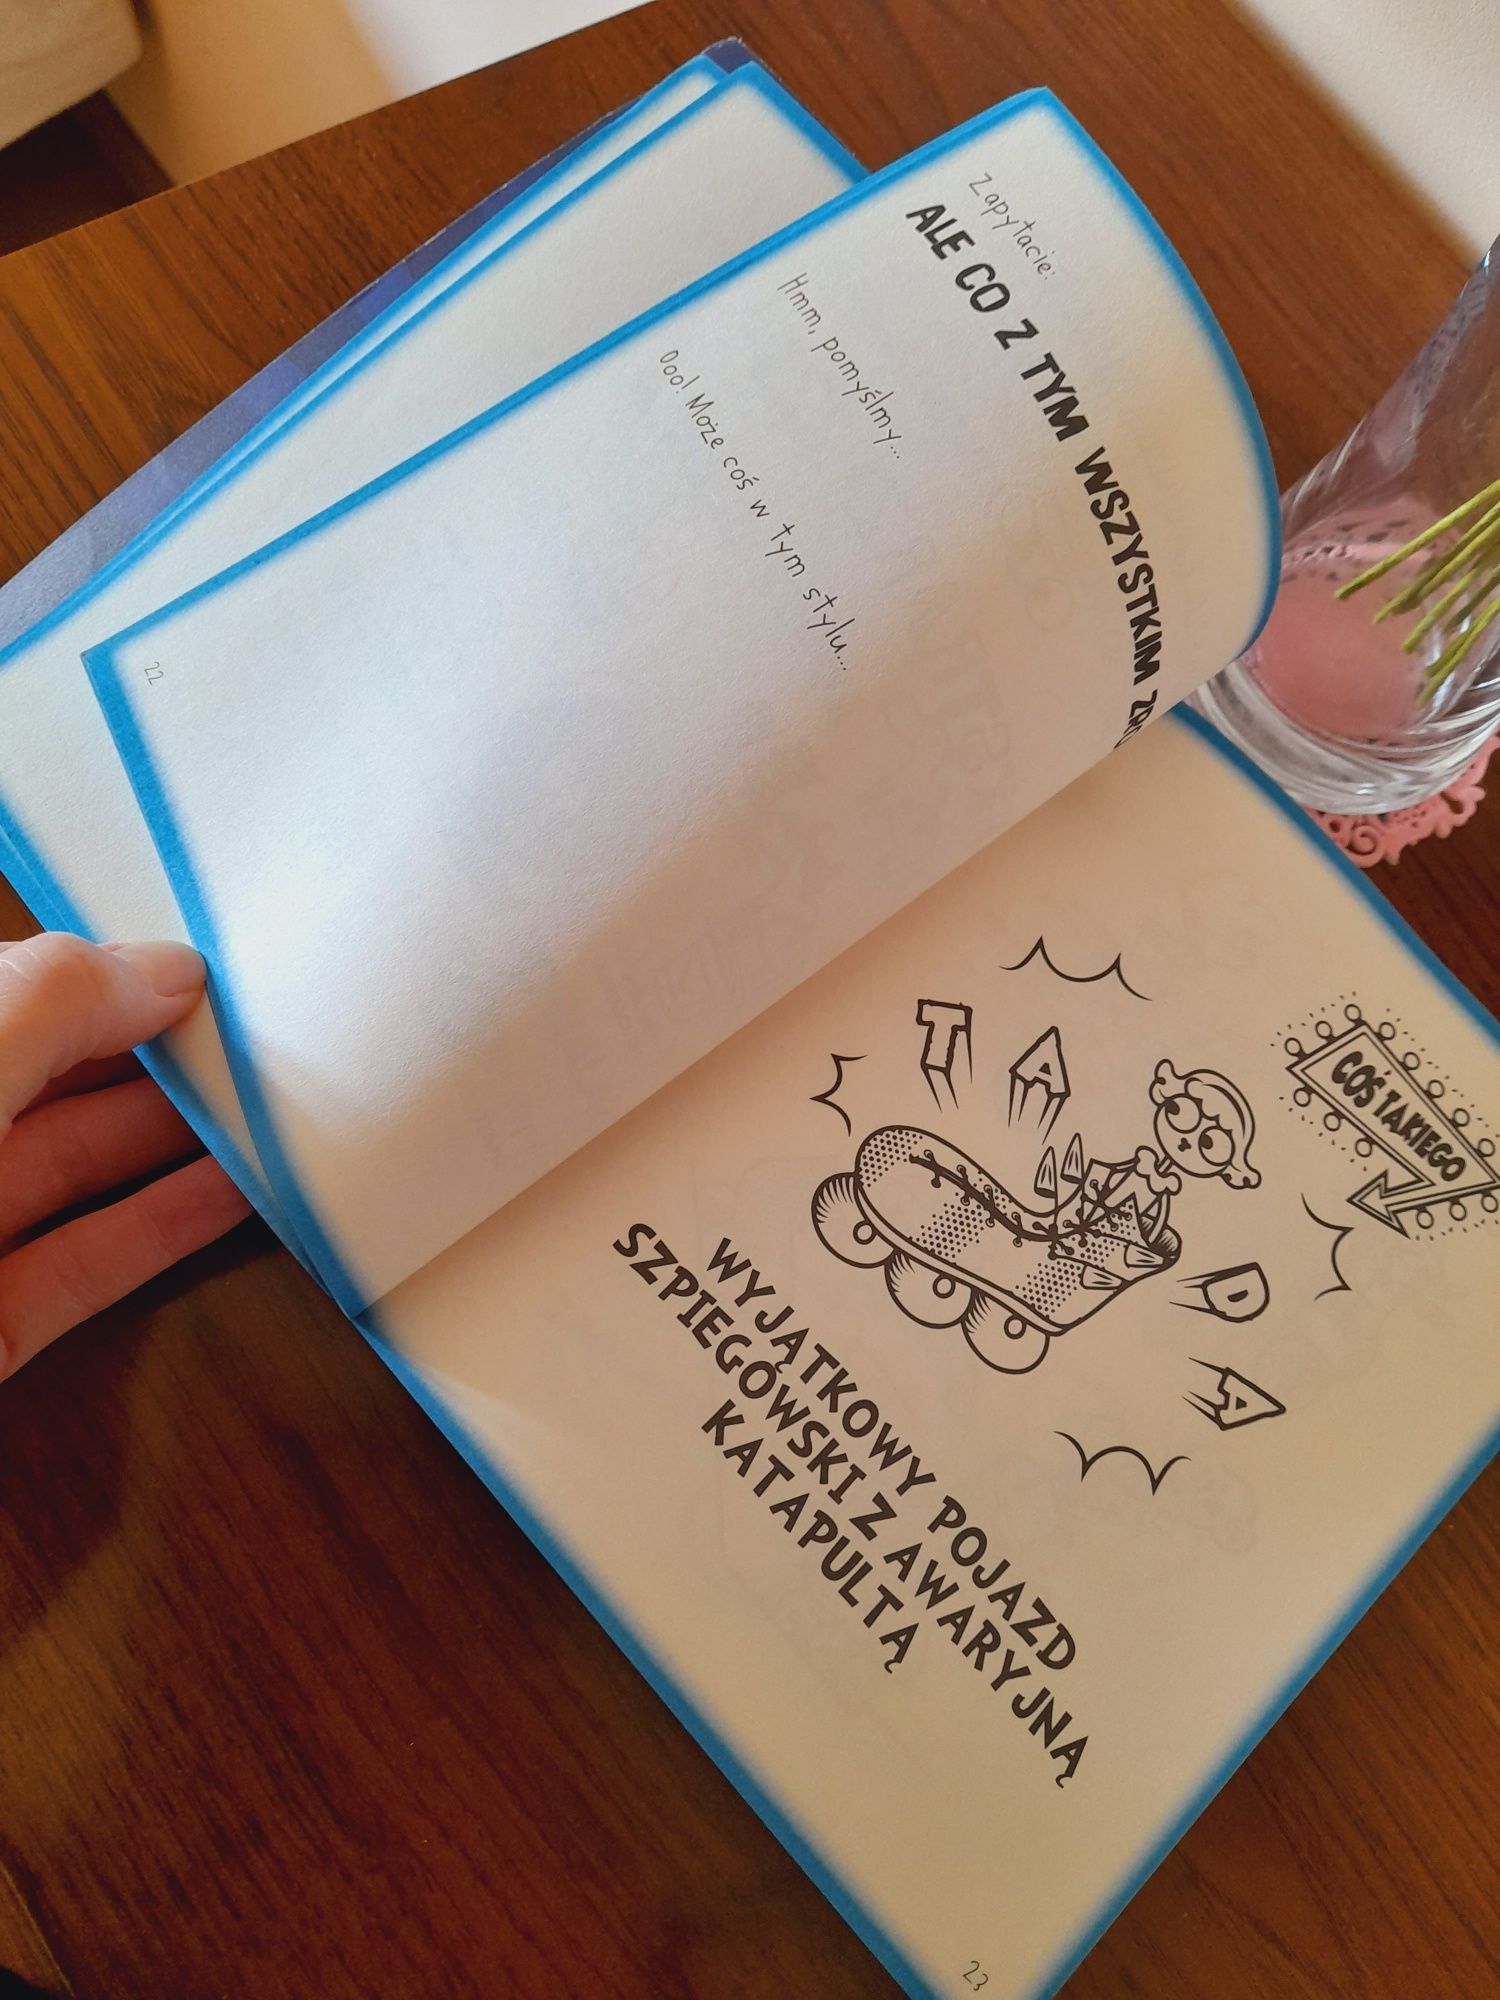 Zapytacie:
ALE CO Z TYM WSZYSTKIM
Hmm, pomyślmy...
Ooo! Może coś w tym stylu...
22
COŚ TAKIEGO
TADA
WYJĄTKOWY POJAZD
SZPIEGOWSKI Z AWARYJNĄ
KATAPULTĄ
23